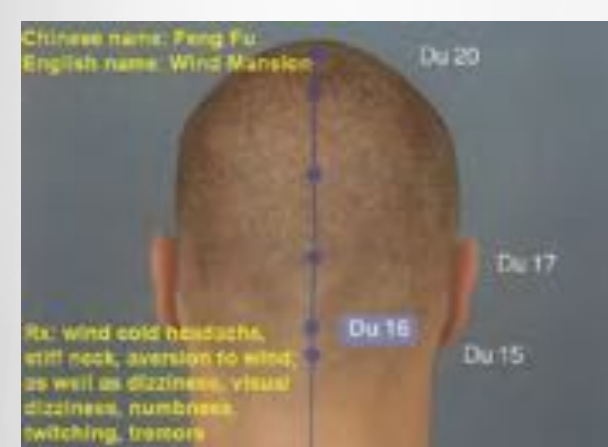 Chinese name: Feng Fu
English name: Wind Mansion
Du 20
Du 17
Du 16
Du 15
Rx: wind cold headache,
stiff neck, aversion to wind,
as well as dizziness, visual
dizziness, numbness,
twitching, tremors